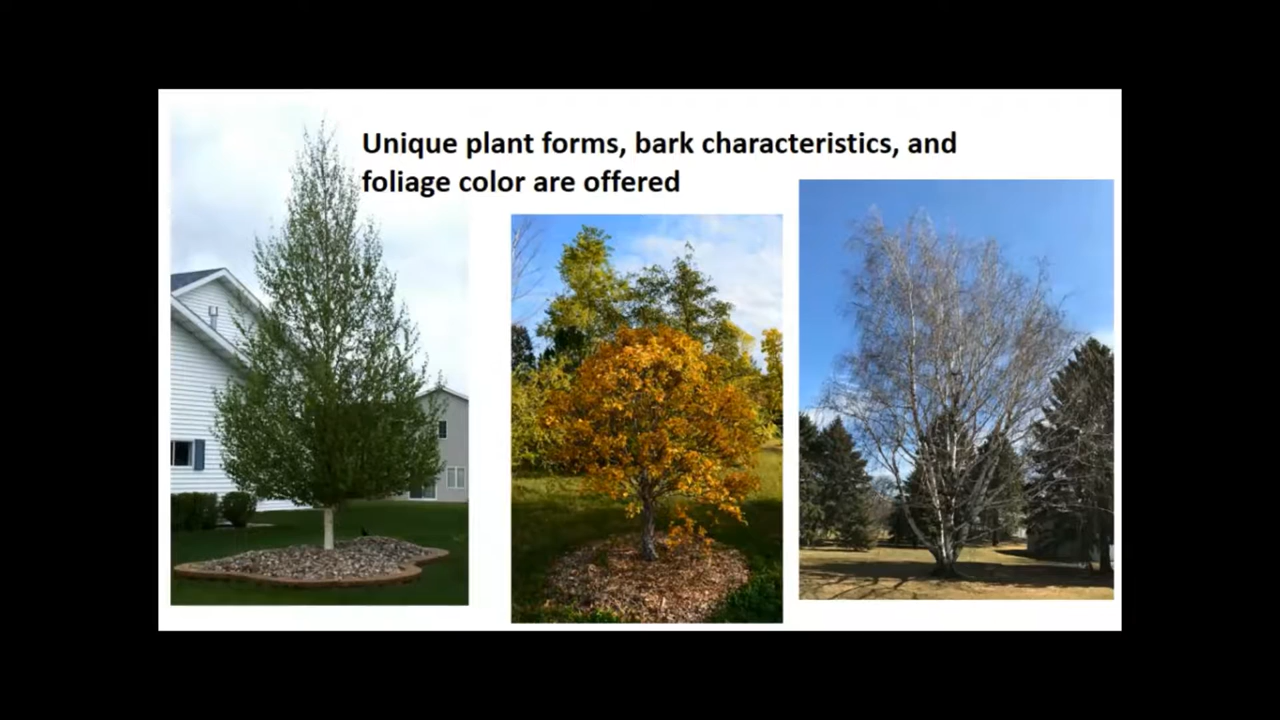 Unique plant forms, bark characteristics, and
foliage color are offered